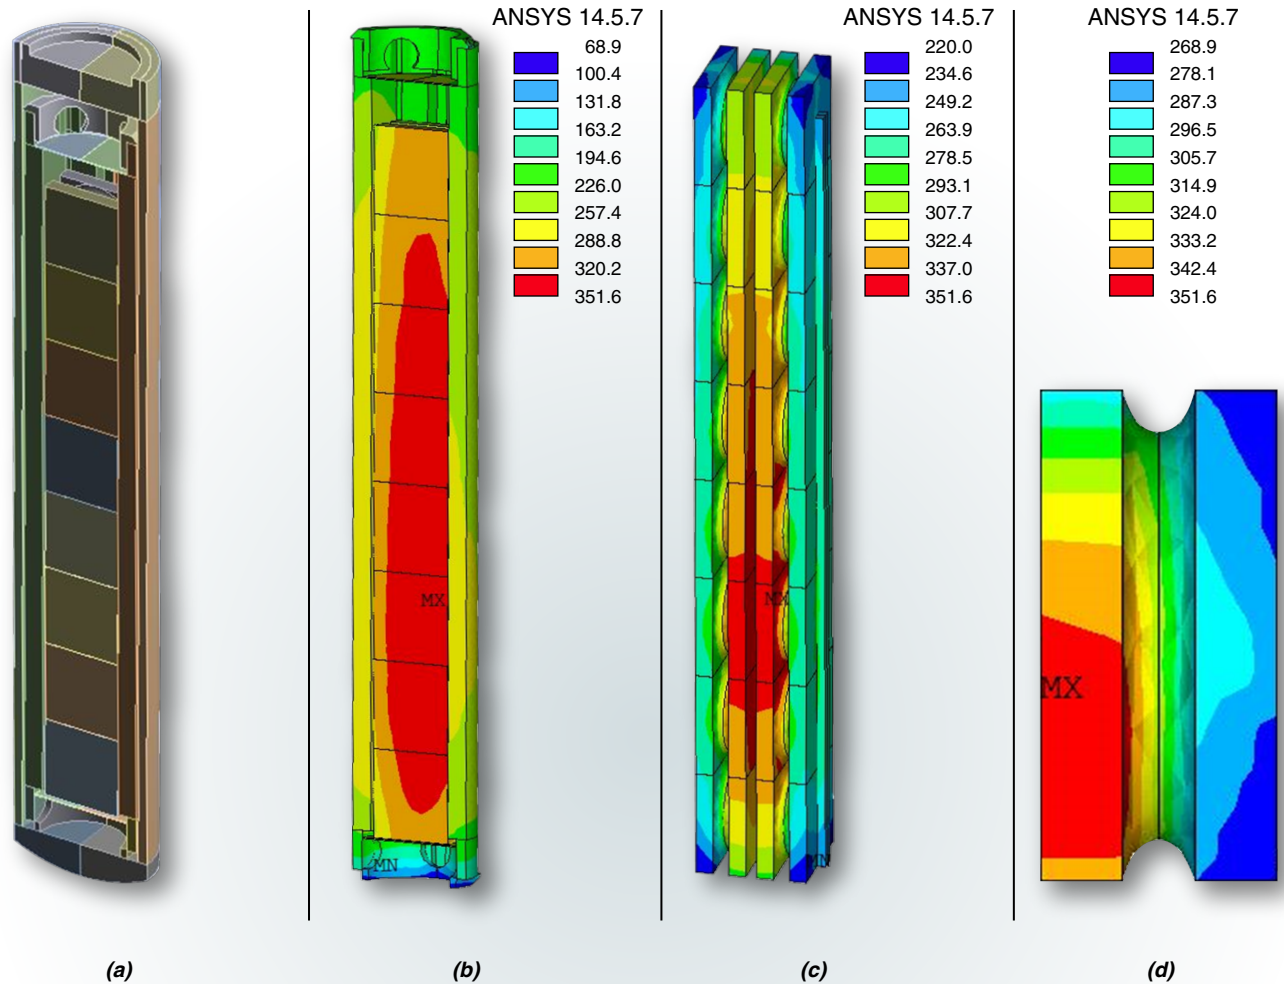 ANSYS 14.5.7
68.9
100.4
131.8
163.2
194.6
226.0
257.4
288.8
320.2
351.6
MX
MN
(a)
(b)
ANSYS 14.5.7
220.0
234.6
249.2
263.9
278.5
293.1
307.7
322.4
337.0
351.6
MX
MN
(c)
ANSYS 14.5.7
268.9
278.1
287.3
296.5
305.7
314.9
324.0
333.2
342.4
351.6
MX
(d)